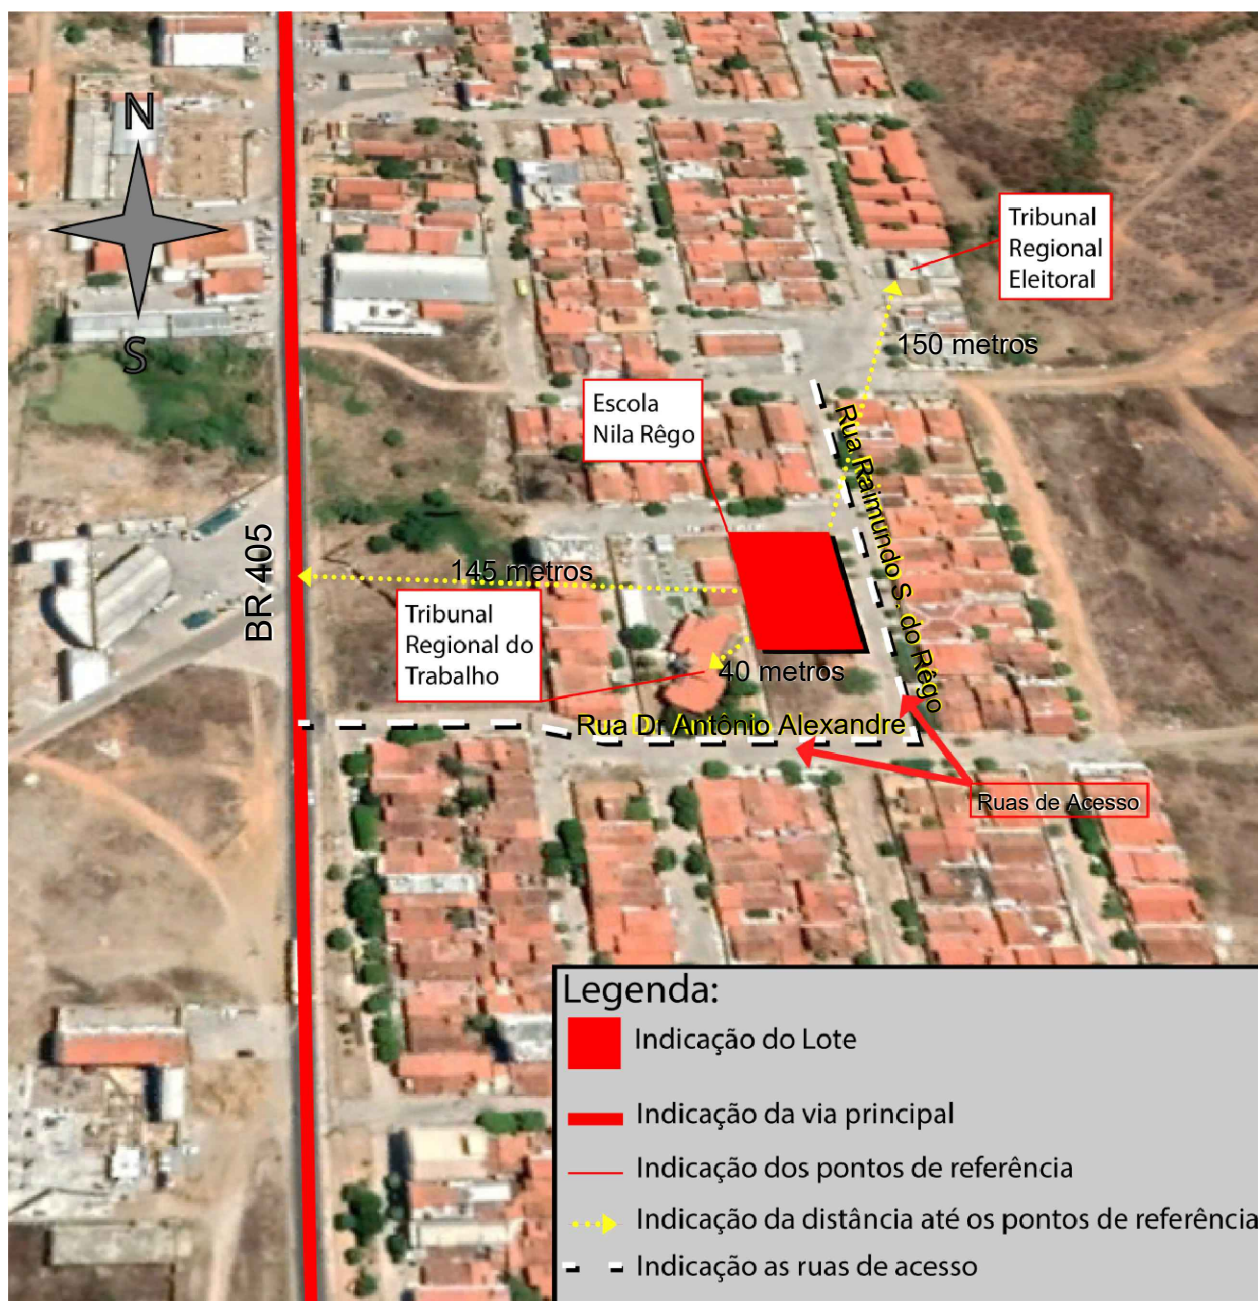 N
S
Tribunal
Regional
Eleitoral
150 metros
Escola
Nila Rêgo
Rua Raimundo S. do Rêgo
BR 405
145 metros
Tribunal
Regional do
Trabalho
40 metros
Rua Dr Antônio Alexandre
Ruas de Acesso
Legenda:
Indicação do Lote
Indicação da via principal
Indicação dos pontos de referência
Indicação da distância até os pontos de referência
Indicação as ruas de acesso